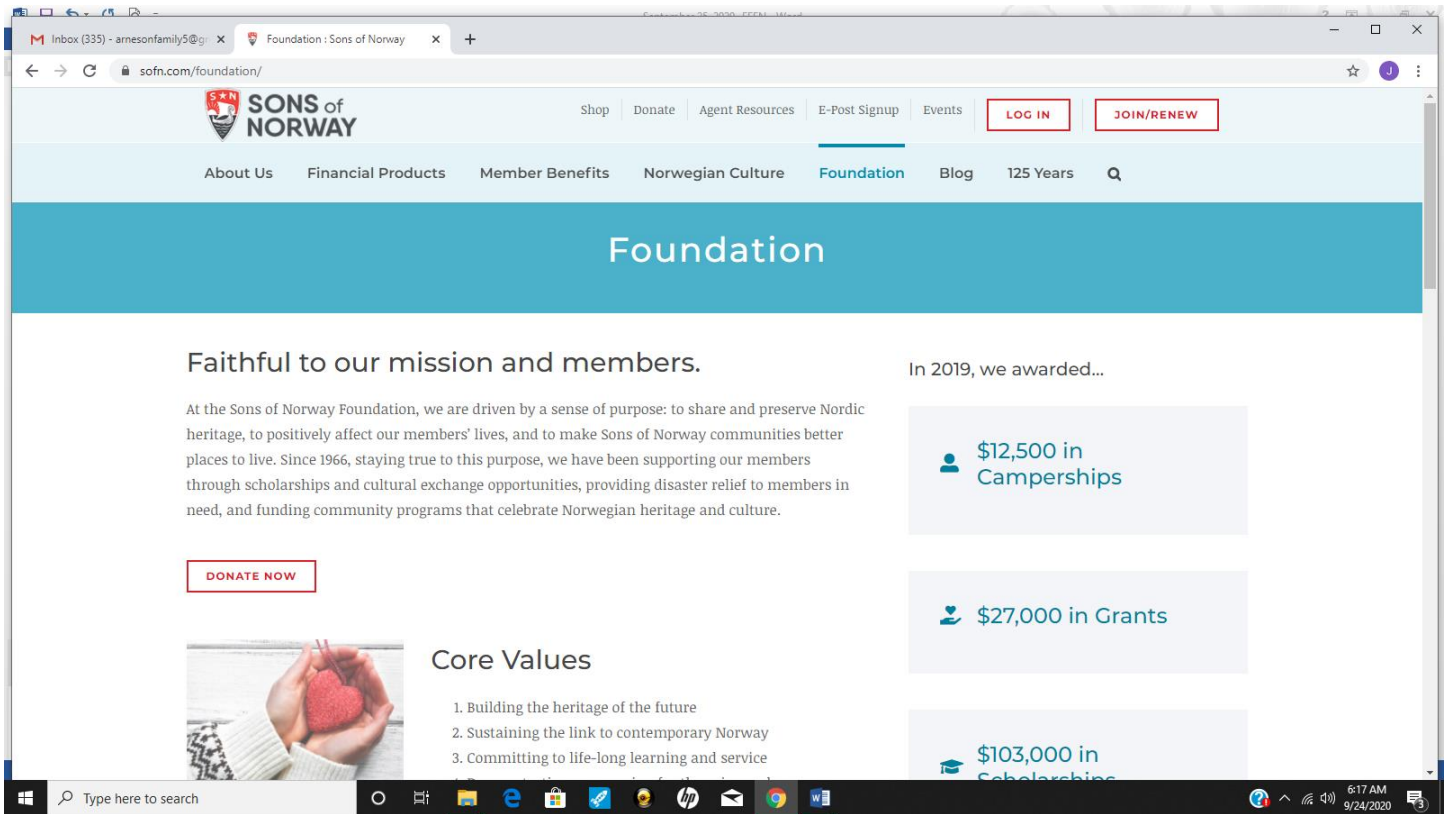 September 25, 2020 FFFN - Word
Inbox (335) - arnesonfamily5@g
Foundation : Sons of Norway
sofn.com/foundation/
J
S★N
SONS of
NORWAY
Shop
Donate
Agent Resources
E-Post Signup
Events
LOG IN
JOIN/RENEW
About Us
Financial Products
Member Benefits
Norwegian Culture
Foundation
Blog
125 Years
Foundation
Faithful to our mission and members.
At the Sons of Norway Foundation, we are driven by a sense of purpose: to share and preserve Nordic
heritage, to positively affect our members' lives, and to make Sons of Norway communities better
places to live. Since 1966, staying true to this purpose, we have been supporting our members
through scholarships and cultural exchange opportunities, providing disaster relief to members in
need, and funding community programs that celebrate Norwegian heritage and culture.
DONATE NOW
Core Values
1. Building the heritage of the future
2. Sustaining the link to contemporary Norway
3. Committing to life-long learning and service
In 2019, we awarded...
$12,500 in
Camperships
$27,000 in Grants
$103,000 in
Scholarships
Type here to search
hp
6:17 AM
9/24/2020
3